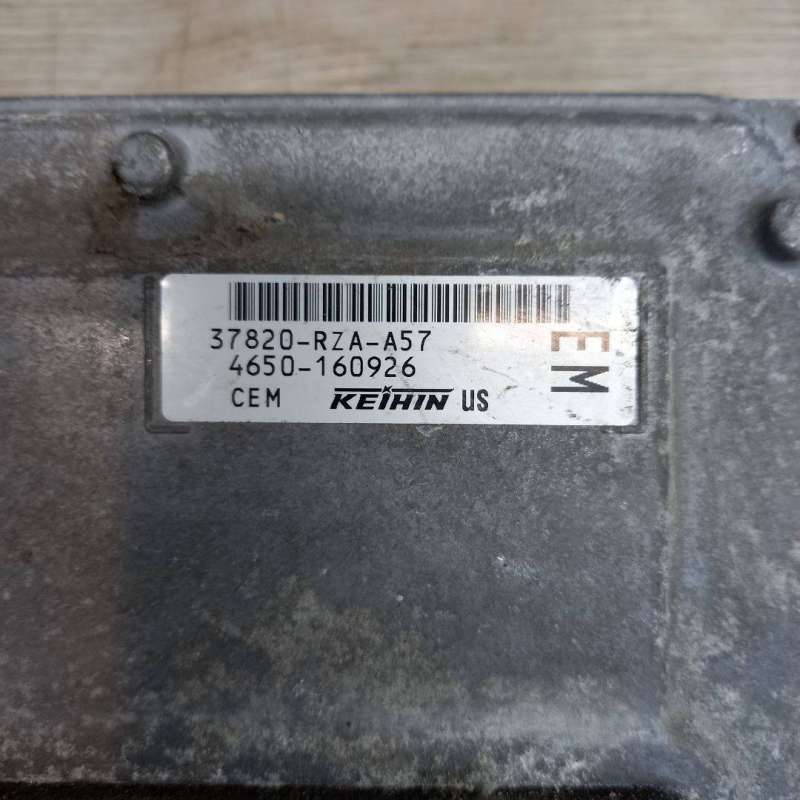 37820-RZA-A57
4650-160926
CEM KEIHIN US
EM